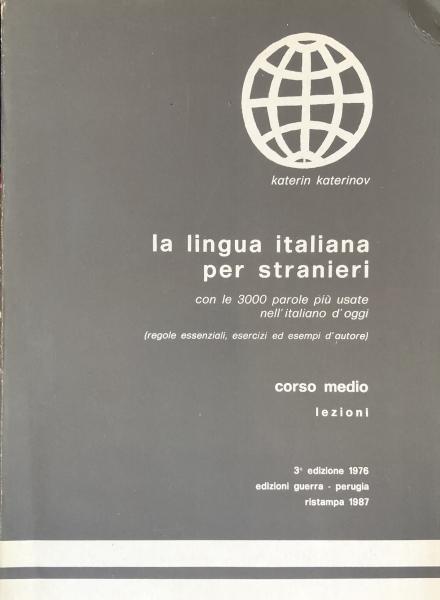 katerin katerinov
la lingua italiana
per stranieri
con le 3000 parole più usate
nell'italiano d'oggi
(regole essenziali, esercizi ed esempi d'autore)
corso medio
lezioni
3ª edizione 1976
edizioni guerra - perugia
ristampa 1987